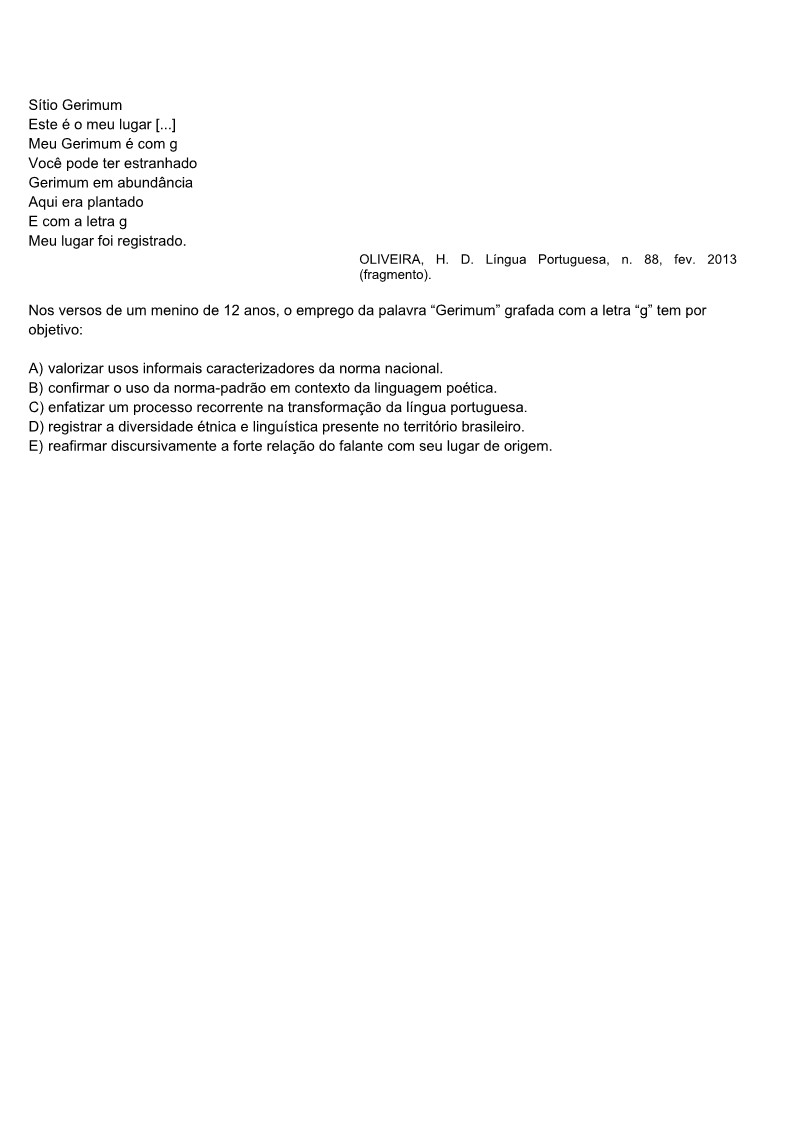 Sítio Gerimum
Este é o meu lugar [...]
Meu Gerimum é com g
Você pode ter estranhado
Gerimum em abundância
Aqui era plantado
E com a letra g
Meu lugar foi registrado.
OLIVEIRA, H. D. Língua Portuguesa, n. 88, fev. 2013
(fragmento).
Nos versos de um menino de 12 anos, o emprego da palavra “Gerimum” grafada com a letra “g” tem por
objetivo:
A) valorizar usos informais caracterizadores da norma nacional.
B) confirmar o uso da norma-padrão em contexto da linguagem poética.
C) enfatizar um processo recorrente na transformação da língua portuguesa.
D) registrar a diversidade étnica e linguística presente no território brasileiro.
E) reafirmar discursivamente a forte relação do falante com seu lugar de origem.